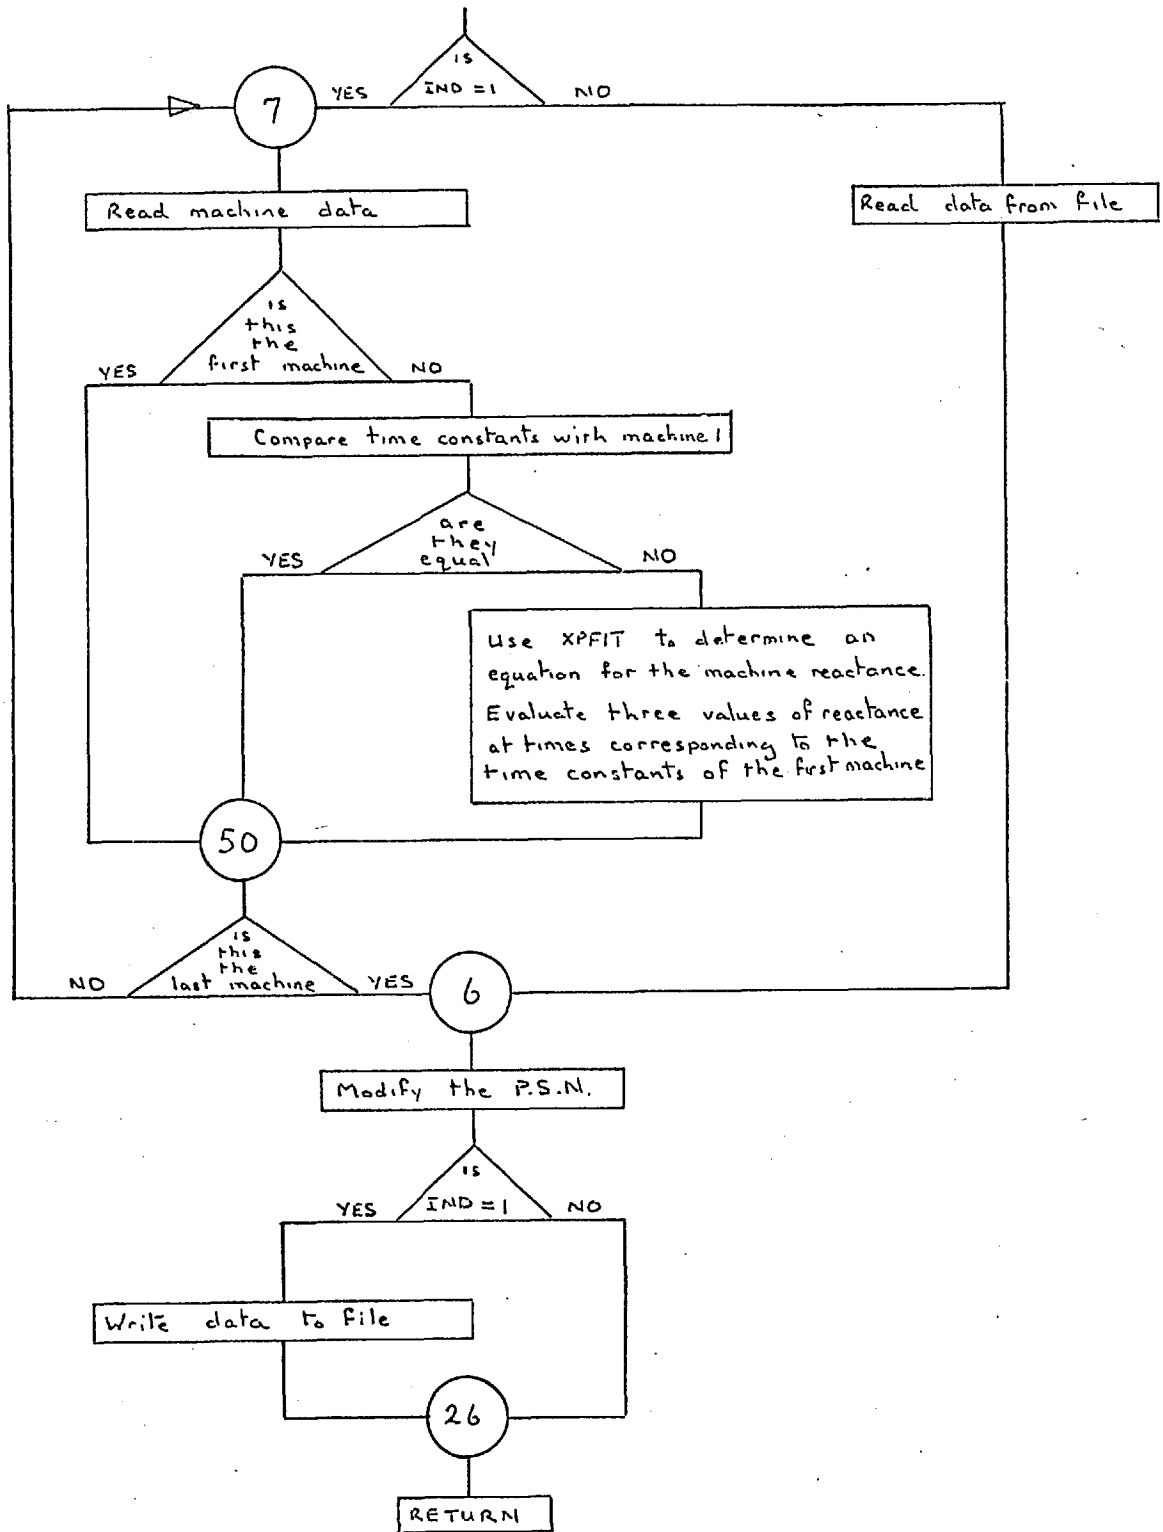 is
IND = 1
YES
NO
7
Read machine data
Read data from file
is
this
the
first machine
YES
NO
Compare time constants with machine 1
are
they
equal
YES
NO
Use XPFIT to determine an
equation for the machine reactance.
Evaluate three values of reactance
at times corresponding to the
time constants of the first machine
50
is
this
the
last machine
NO
YES
6
Modify the P.S.N.
is
IND = 1
YES
NO
Write data to file
26
RETURN